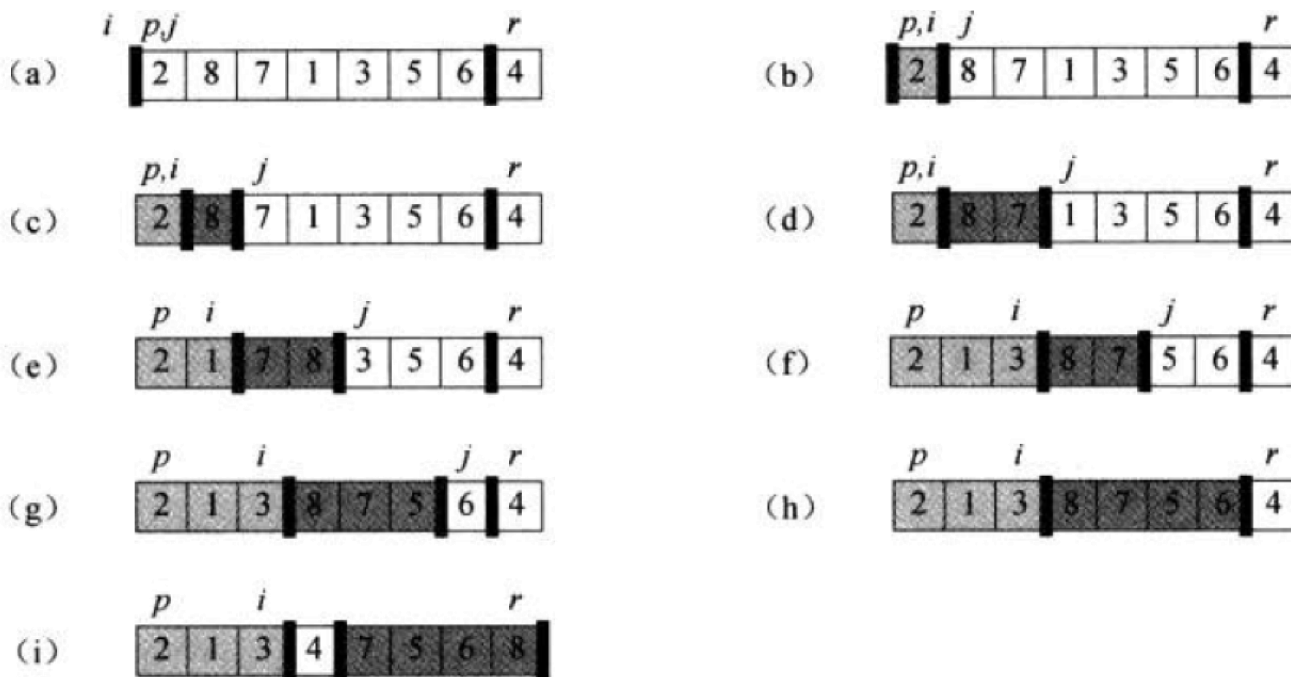 i p,j r p,i j r
(a) 2 8 7 1 3 5 6 4 (b) 2 8 7 1 3 5 6 4
p,i j r p,i j r
(c) 2 8 7 1 3 5 6 4 (d) 2 8 7 1 3 5 6 4
p i j r p i j r
(e) 2 1 7 8 3 5 6 4 (f) 2 1 3 8 7 5 6 4
p i j r p i r
(g) 2 1 3 8 7 5 6 4 (h) 2 1 3 8 7 5 6 4
p i r
(i) 2 1 3 4 7 5 6 8